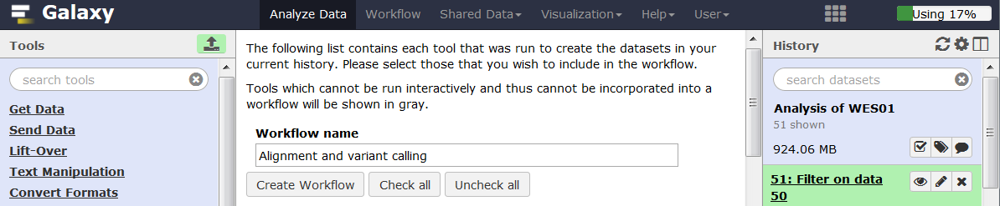 Galaxy
Analyze Data Workflow Shared Data Visualization Help User Using 17%
Tools
search tools
Get Data
Send Data
Lift-Over
Text Manipulation
Convert Formats
The following list contains each tool that was run to create the datasets in your
current history. Please select those that you wish to include in the workflow.
Tools which cannot be run interactively and thus cannot be incorporated into a
workflow will be shown in gray.
Workflow name
Alignment and variant calling
Create Workflow Check all Uncheck all
History
search datasets
Analysis of WES01
51 shown
924.06 MB
51: Filter on data
50